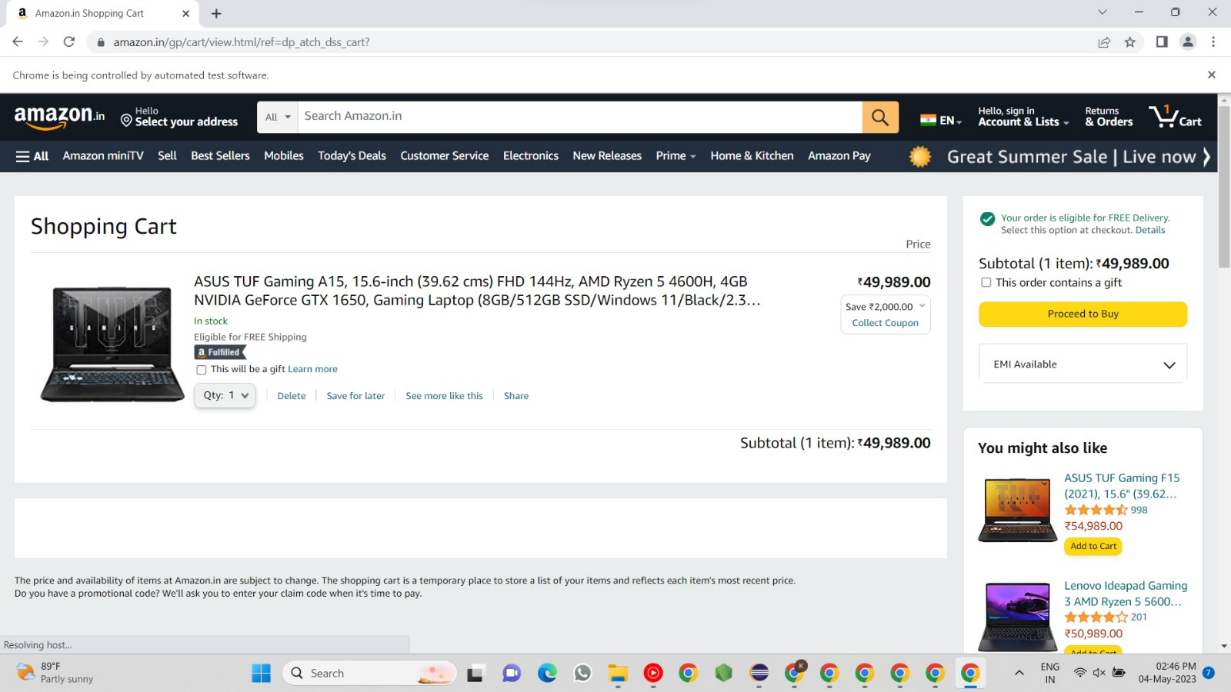 Amazon.in Shopping Cart
amazon.in/gp/cart/view.html/ref=dp_atch_dss_cart?
Chrome is being controlled by automated test software.
amazon.in
Hello
Select your address
All
Search Amazon.in
EN
Hello, sign in
Account & Lists
Returns
& Orders
1
Cart
All
Amazon miniTV
Sell
Best Sellers
Mobiles
Today's Deals
Customer Service
Electronics
New Releases
Prime
Home & Kitchen
Amazon Pay
Great Summer Sale | Live now
Shopping Cart
Price
ASUS TUF Gaming A15, 15.6-inch (39.62 cms) FHD 144Hz, AMD Ryzen 5 4600H, 4GB
NVIDIA GeForce GTX 1650, Gaming Laptop (8GB/512GB SSD/Windows 11/Black/2.3...
In stock
Eligible for FREE Shipping
a Fulfilled
This will be a gift Learn more
Qty: 1
Delete
Save for later
See more like this
Share
₹49,989.00
Save ₹2,000.00
Collect Coupon
TUF
GAMING
Subtotal (1 item): ₹49,989.00
The price and availability of items at Amazon.in are subject to change. The shopping cart is a temporary place to store a list of your items and reflects each item's most recent price.
Do you have a promotional code? We'll ask you to enter your claim code when it's time to pay.
Your order is eligible for FREE Delivery.
Select this option at checkout. Details
Subtotal (1 item): ₹49,989.00
This order contains a gift
Proceed to Buy
EMI Available
You might also like
ASUS TUF Gaming F15
(2021), 15.6" (39.62...
998
₹54,989.00
Add to Cart
Lenovo Ideapad Gaming
3 AMD Ryzen 5 5600...
201
₹50,989.00
Add to Cart
Resolving host...
89°F
Partly sunny
Search
K
ENG
IN
02:46 PM
04-May-2023
7